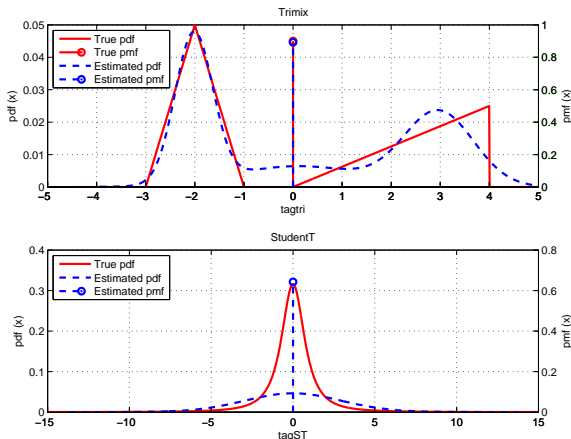 Trimix
0.05
0.04
0.03
0.02
0.01
0
pdf (x)
True pdf
True pmf
Estimated pdf
Estimated pmf
1
0.8
0.6
0.4
0.2
0
pmf (x)
−5 −4 −3 −2 −1 0 1 2 3 4 5
tagtri
StudentT
0.4
0.3
0.2
0.1
0
pdf (x)
True pdf
Estimated pdf
Estimated pmf
0.8
0.6
0.4
0.2
0
pmf (x)
−15 −10 −5 0 5 10 15
tagST